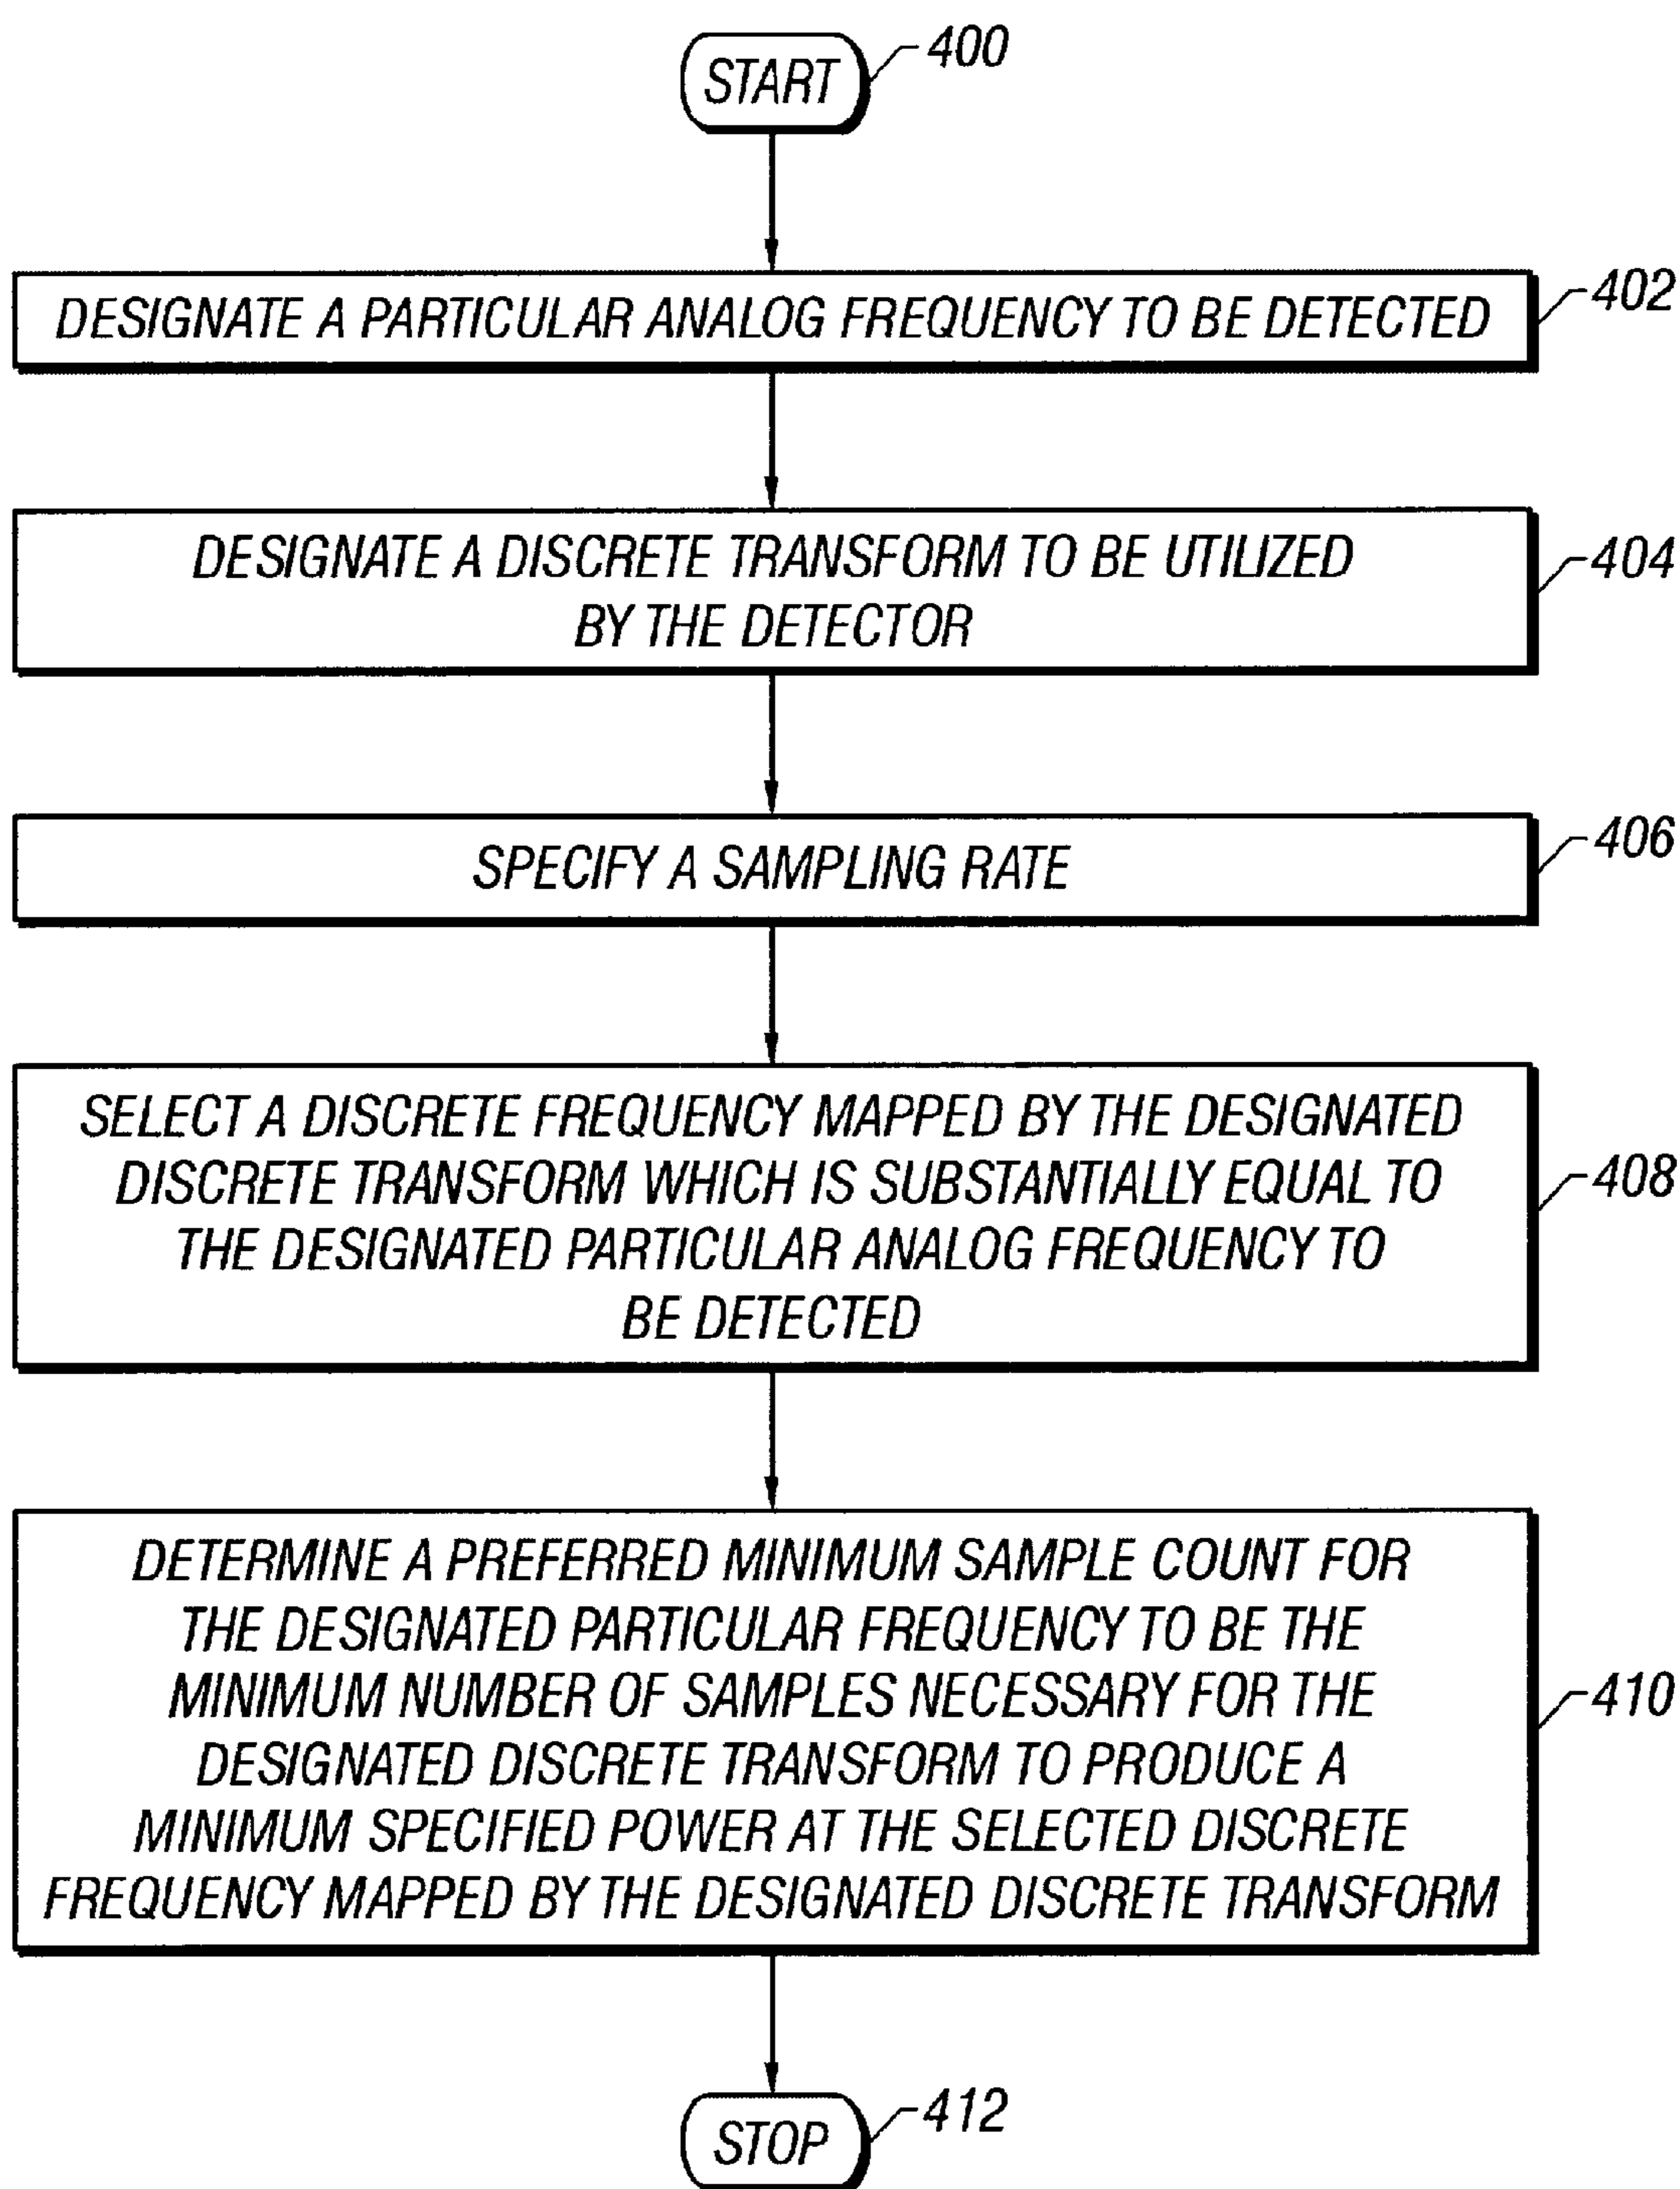 START
400
DESIGNATE A PARTICULAR ANALOG FREQUENCY TO BE DETECTED
402
DESIGNATE A DISCRETE TRANSFORM TO BE UTILIZED
BY THE DETECTOR
404
SPECIFY A SAMPLING RATE
406
SELECT A DISCRETE FREQUENCY MAPPED BY THE DESIGNATED
DISCRETE TRANSFORM WHICH IS SUBSTANTIALLY EQUAL TO
THE DESIGNATED PARTICULAR ANALOG FREQUENCY TO
BE DETECTED
408
DETERMINE A PREFERRED MINIMUM SAMPLE COUNT FOR
THE DESIGNATED PARTICULAR FREQUENCY TO BE THE
MINIMUM NUMBER OF SAMPLES NECESSARY FOR THE
DESIGNATED DISCRETE TRANSFORM TO PRODUCE A
MINIMUM SPECIFIED POWER AT THE SELECTED DISCRETE
FREQUENCY MAPPED BY THE DESIGNATED DISCRETE TRANSFORM
410
STOP
412